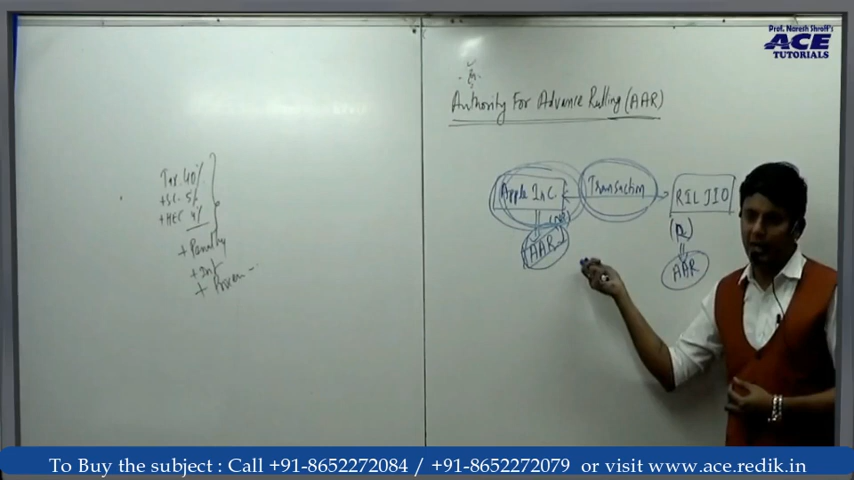 Prof. Naresh Shroff's
ACE
TUTORIALS
Authority For Advance Rulling (AAR)
Apple Inc.
Transaction
RIL JIO
(NR)
(R)
AAR
AAR
Tax 40%
+SC 5%
+HEC 4%
+ Penalty
+ Int
+
To Buy the subject : Call +91-8652272084 / +91-8652272079 or visit www.ace.redik.in